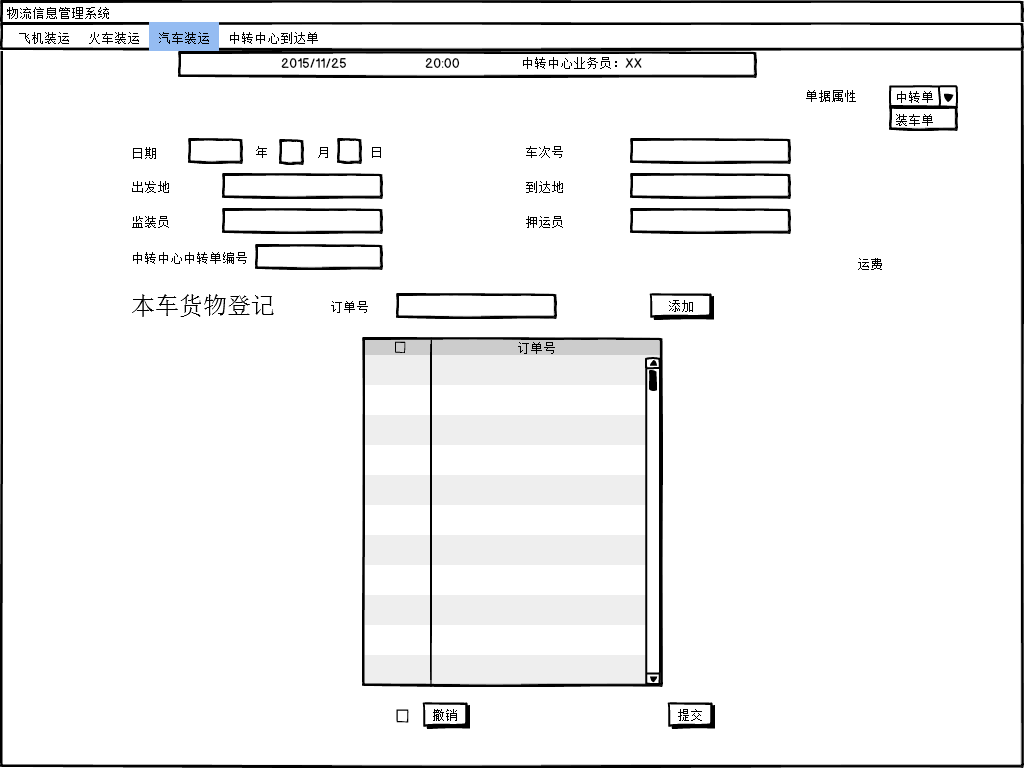 物流信息管理系统
飞机装运 火车装运 汽车装运 中转中心到达单
2015/11/25 20:00 中转中心业务员：XX
单据属性 中转单
装车单
日期 年 月 日 车次号
出发地 到达地
监装员 押运员
中转中心中转单编号 运费
本车货物登记 订单号 添加
订单号
撤销 提交